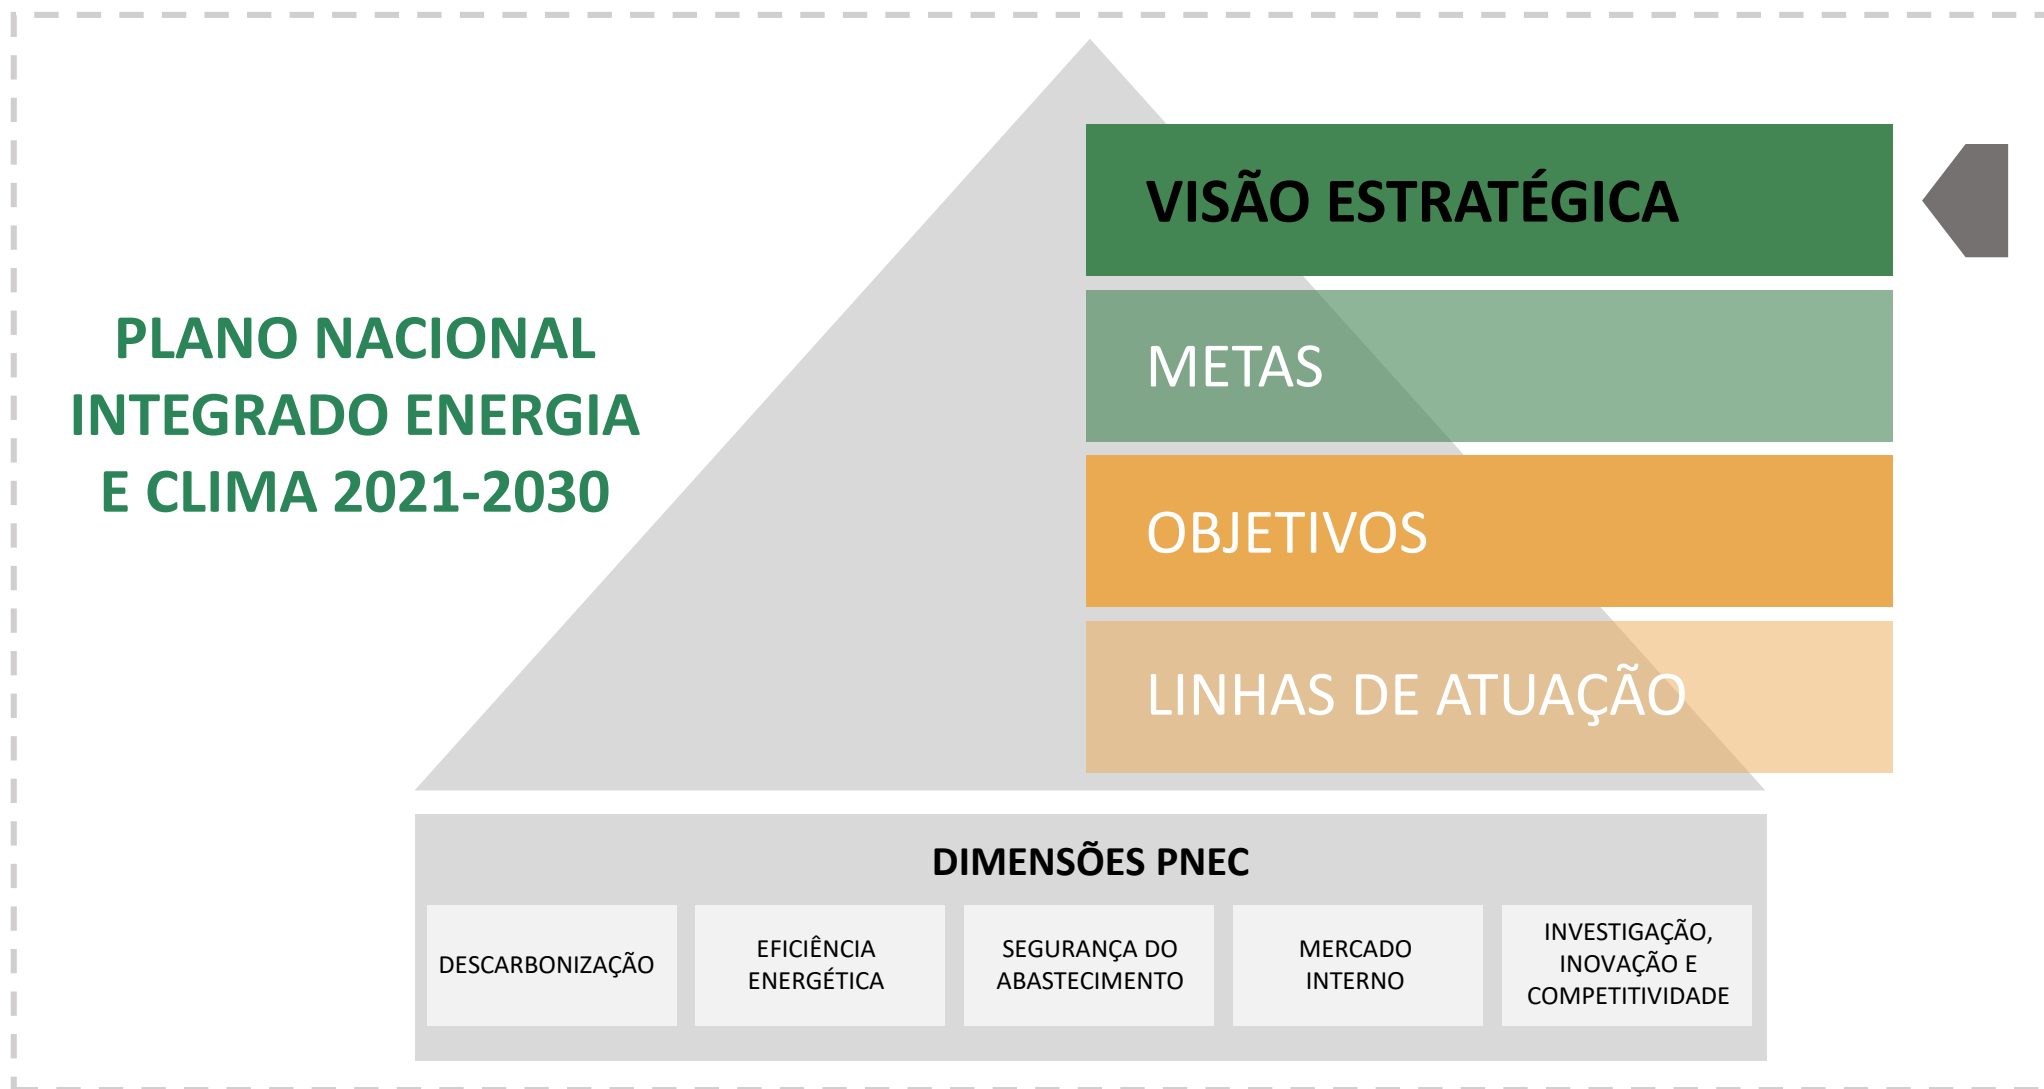 PLANO NACIONAL
INTEGRADO ENERGIA
E CLIMA 2021-2030
VISÃO ESTRATÉGICA
METAS
OBJETIVOS
LINHAS DE ATUAÇÃO
DIMENSÕES PNEC
DESCARBONIZAÇÃO
EFICIÊNCIA
ENERGÉTICA
SEGURANÇA DO
ABASTECIMENTO
MERCADO
INTERNO
INVESTIGAÇÃO,
INOVAÇÃO E
COMPETITIVIDADE